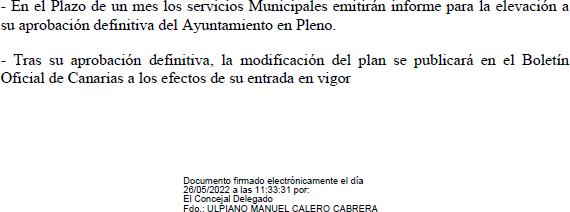 - En el Plazo de un mes los servicios Municipales emitirán informe para la elevación a
su aprobación definitiva del Ayuntamiento en Pleno.
- Tras su aprobación definitiva, la modificación del plan se publicará en el Boletín
Oficial de Canarias a los efectos de su entrada en vigor
Documento firmado electrónicamente el día
26/05/2022 a las 11:33:31 por:
El Concejal Delegado
Fdo.: ULPIANO MANUEL CALERO CABRERA